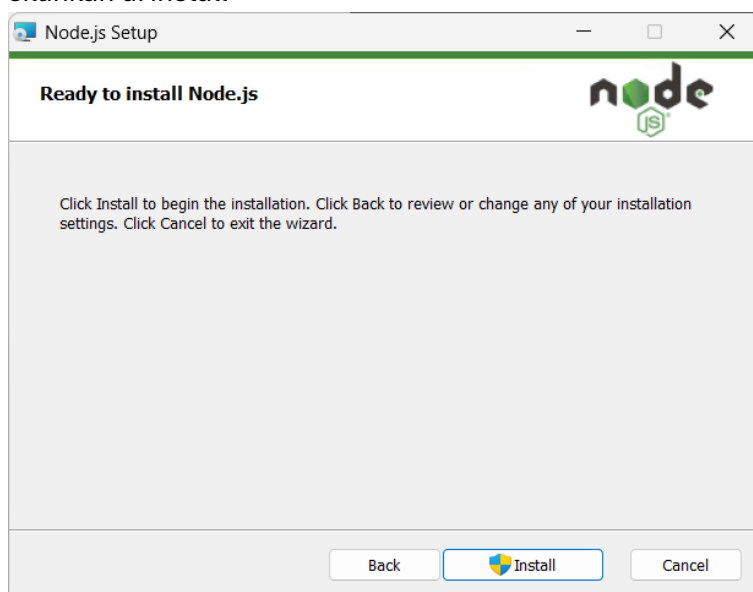 Node.js Setup
Ready to install Node.js
node
JS
Click Install to begin the installation. Click Back to review or change any of your installation
settings. Click Cancel to exit the wizard.
Back
Install
Cancel